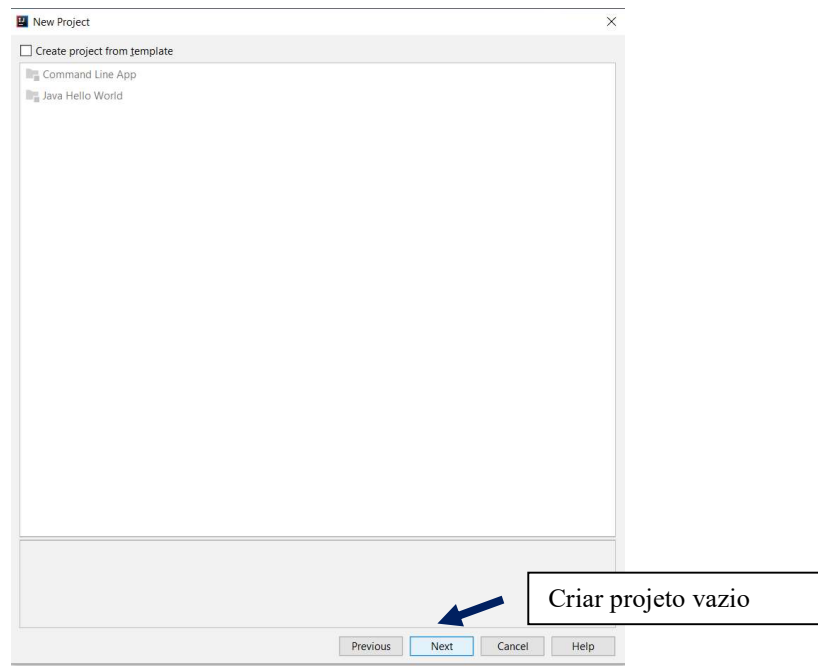 New Project
Create project from template
Command Line App
Java Hello World
Criar projeto vazio
Previous Next Cancel Help